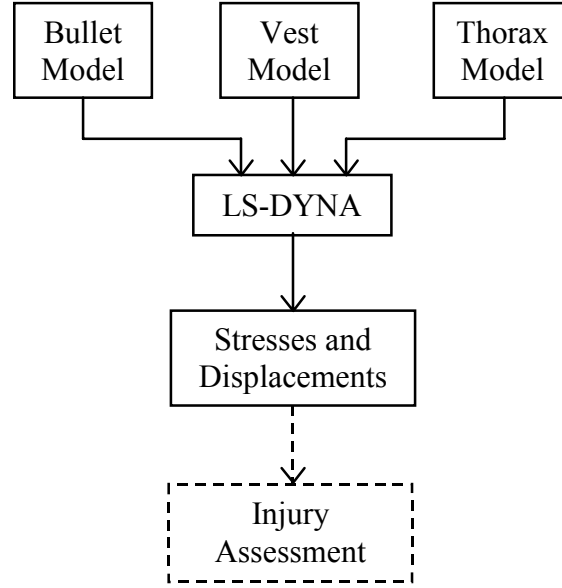 Bullet
Model
Vest
Model
Thorax
Model
LS-DYNA
Stresses and
Displacements
Injury
Assessment